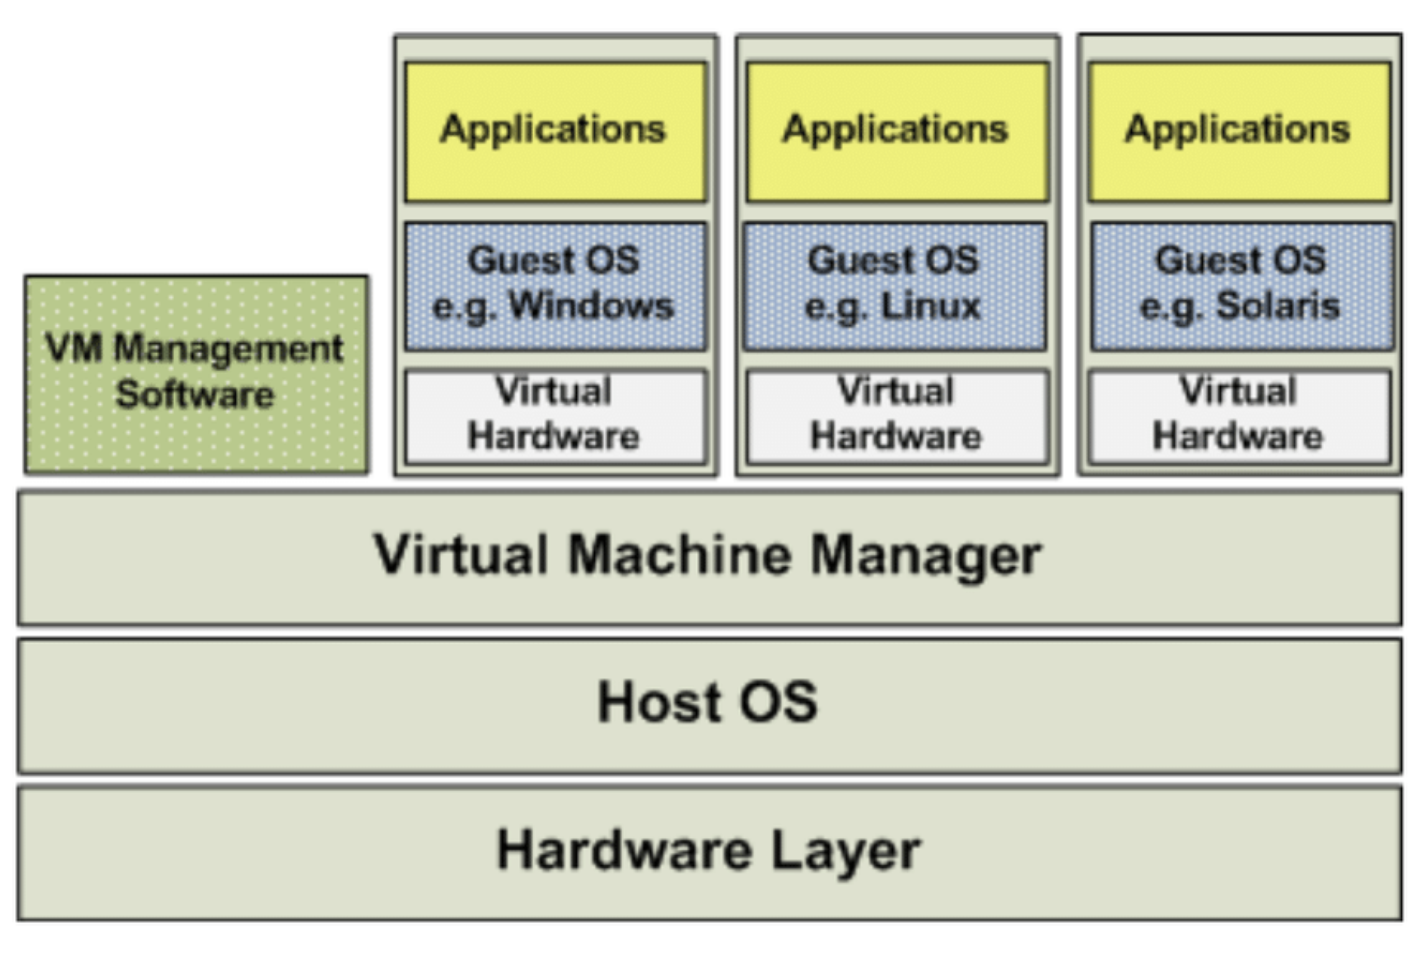 Applications
Applications
Applications
Guest OS
e.g. Windows
Guest OS
e.g. Linux
Guest OS
e.g. Solaris
VM Management
Software
Virtual
Hardware
Virtual
Hardware
Virtual
Hardware
Virtual Machine Manager
Host OS
Hardware Layer